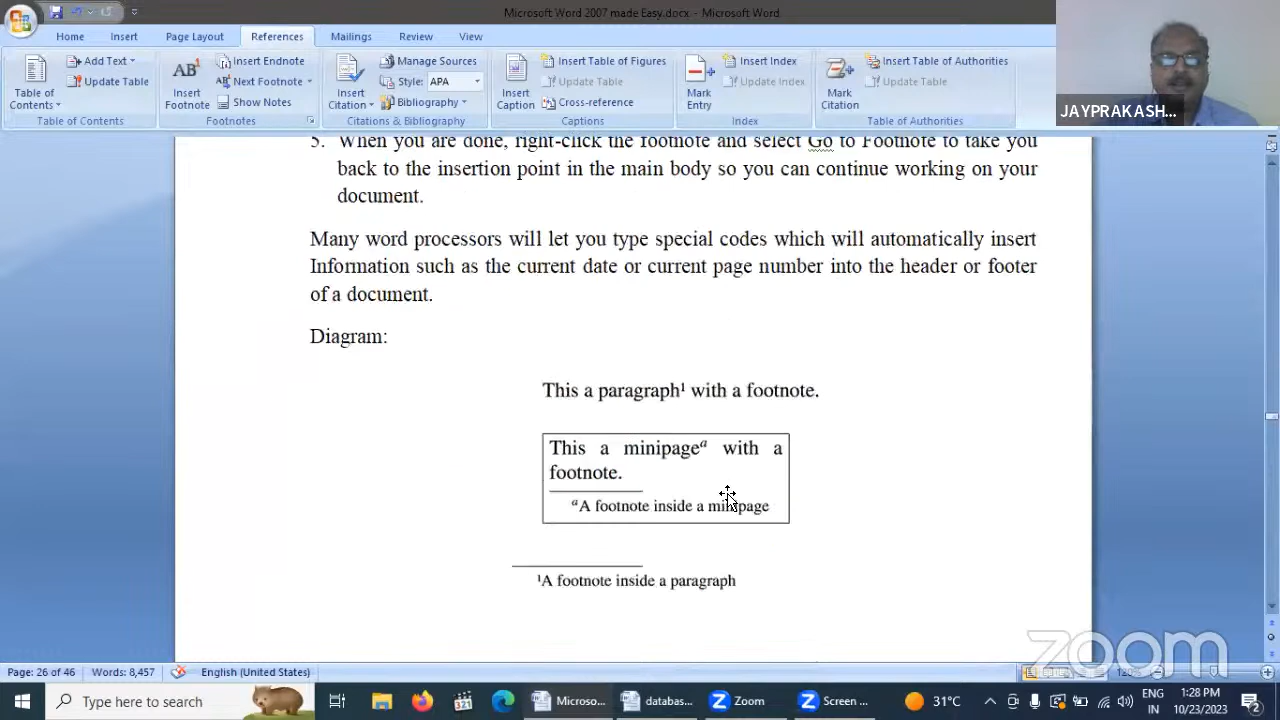 Microsoft Word 2007 made Easy.docx - Microsoft Word
Home Insert Page Layout References Mailings Review View
Table of Contents
Add Text
Update Table
Table of Contents
AB¹
Insert Footnote
Insert Endnote
Next Footnote
Show Notes
Footnotes
Insert Citation
Manage Sourc
Style: APA
Bibliography
Citations & Bibliography
Insert Caption
Insert Table of Figures
Update Table
Cross-reference
Captions
Mark Entry
Insert Index
Update Index
Index
Mark Citation
Insert Table of Authorities
Update Table
Table of Authorities
JAYPRAKASH...
5. When you are done, right-click the footnote and select Go to Footnote to take you
back to the insertion point in the main body so you can continue working on your
document.
Many word processors will let you type special codes which will automatically insert
Information such as the current date or current page number into the header or footer
of a document.
Diagram:
This a paragraph¹ with a footnote.
This a minipageᵃ with a
footnote.
ᵃA footnote inside a minipage
¹A footnote inside a paragraph
zoom
Page: 26 of 46 Words: 8,457 English (United States) 120%
Type here to search
Microso...
databas...
Zoom
Screen ...
31°C
ENG
IN
1:28 PM
10/23/2023
2